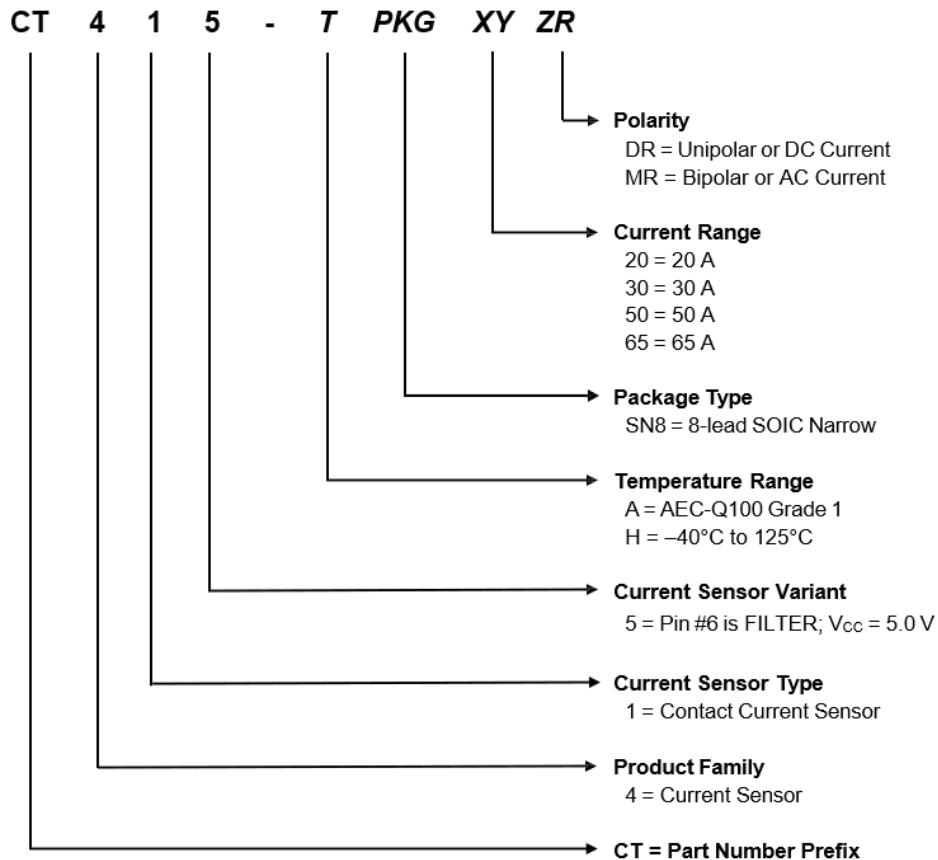 CT 4 1 5 - T PKG XY ZR
Polarity
DR = Unipolar or DC Current
MR = Bipolar or AC Current
Current Range
20 = 20 A
30 = 30 A
50 = 50 A
65 = 65 A
Package Type
SN8 = 8-lead SOIC Narrow
Temperature Range
A = AEC-Q100 Grade 1
H = –40°C to 125°C
Current Sensor Variant
5 = Pin #6 is FILTER; VCC = 5.0 V
Current Sensor Type
1 = Contact Current Sensor
Product Family
4 = Current Sensor
CT = Part Number Prefix